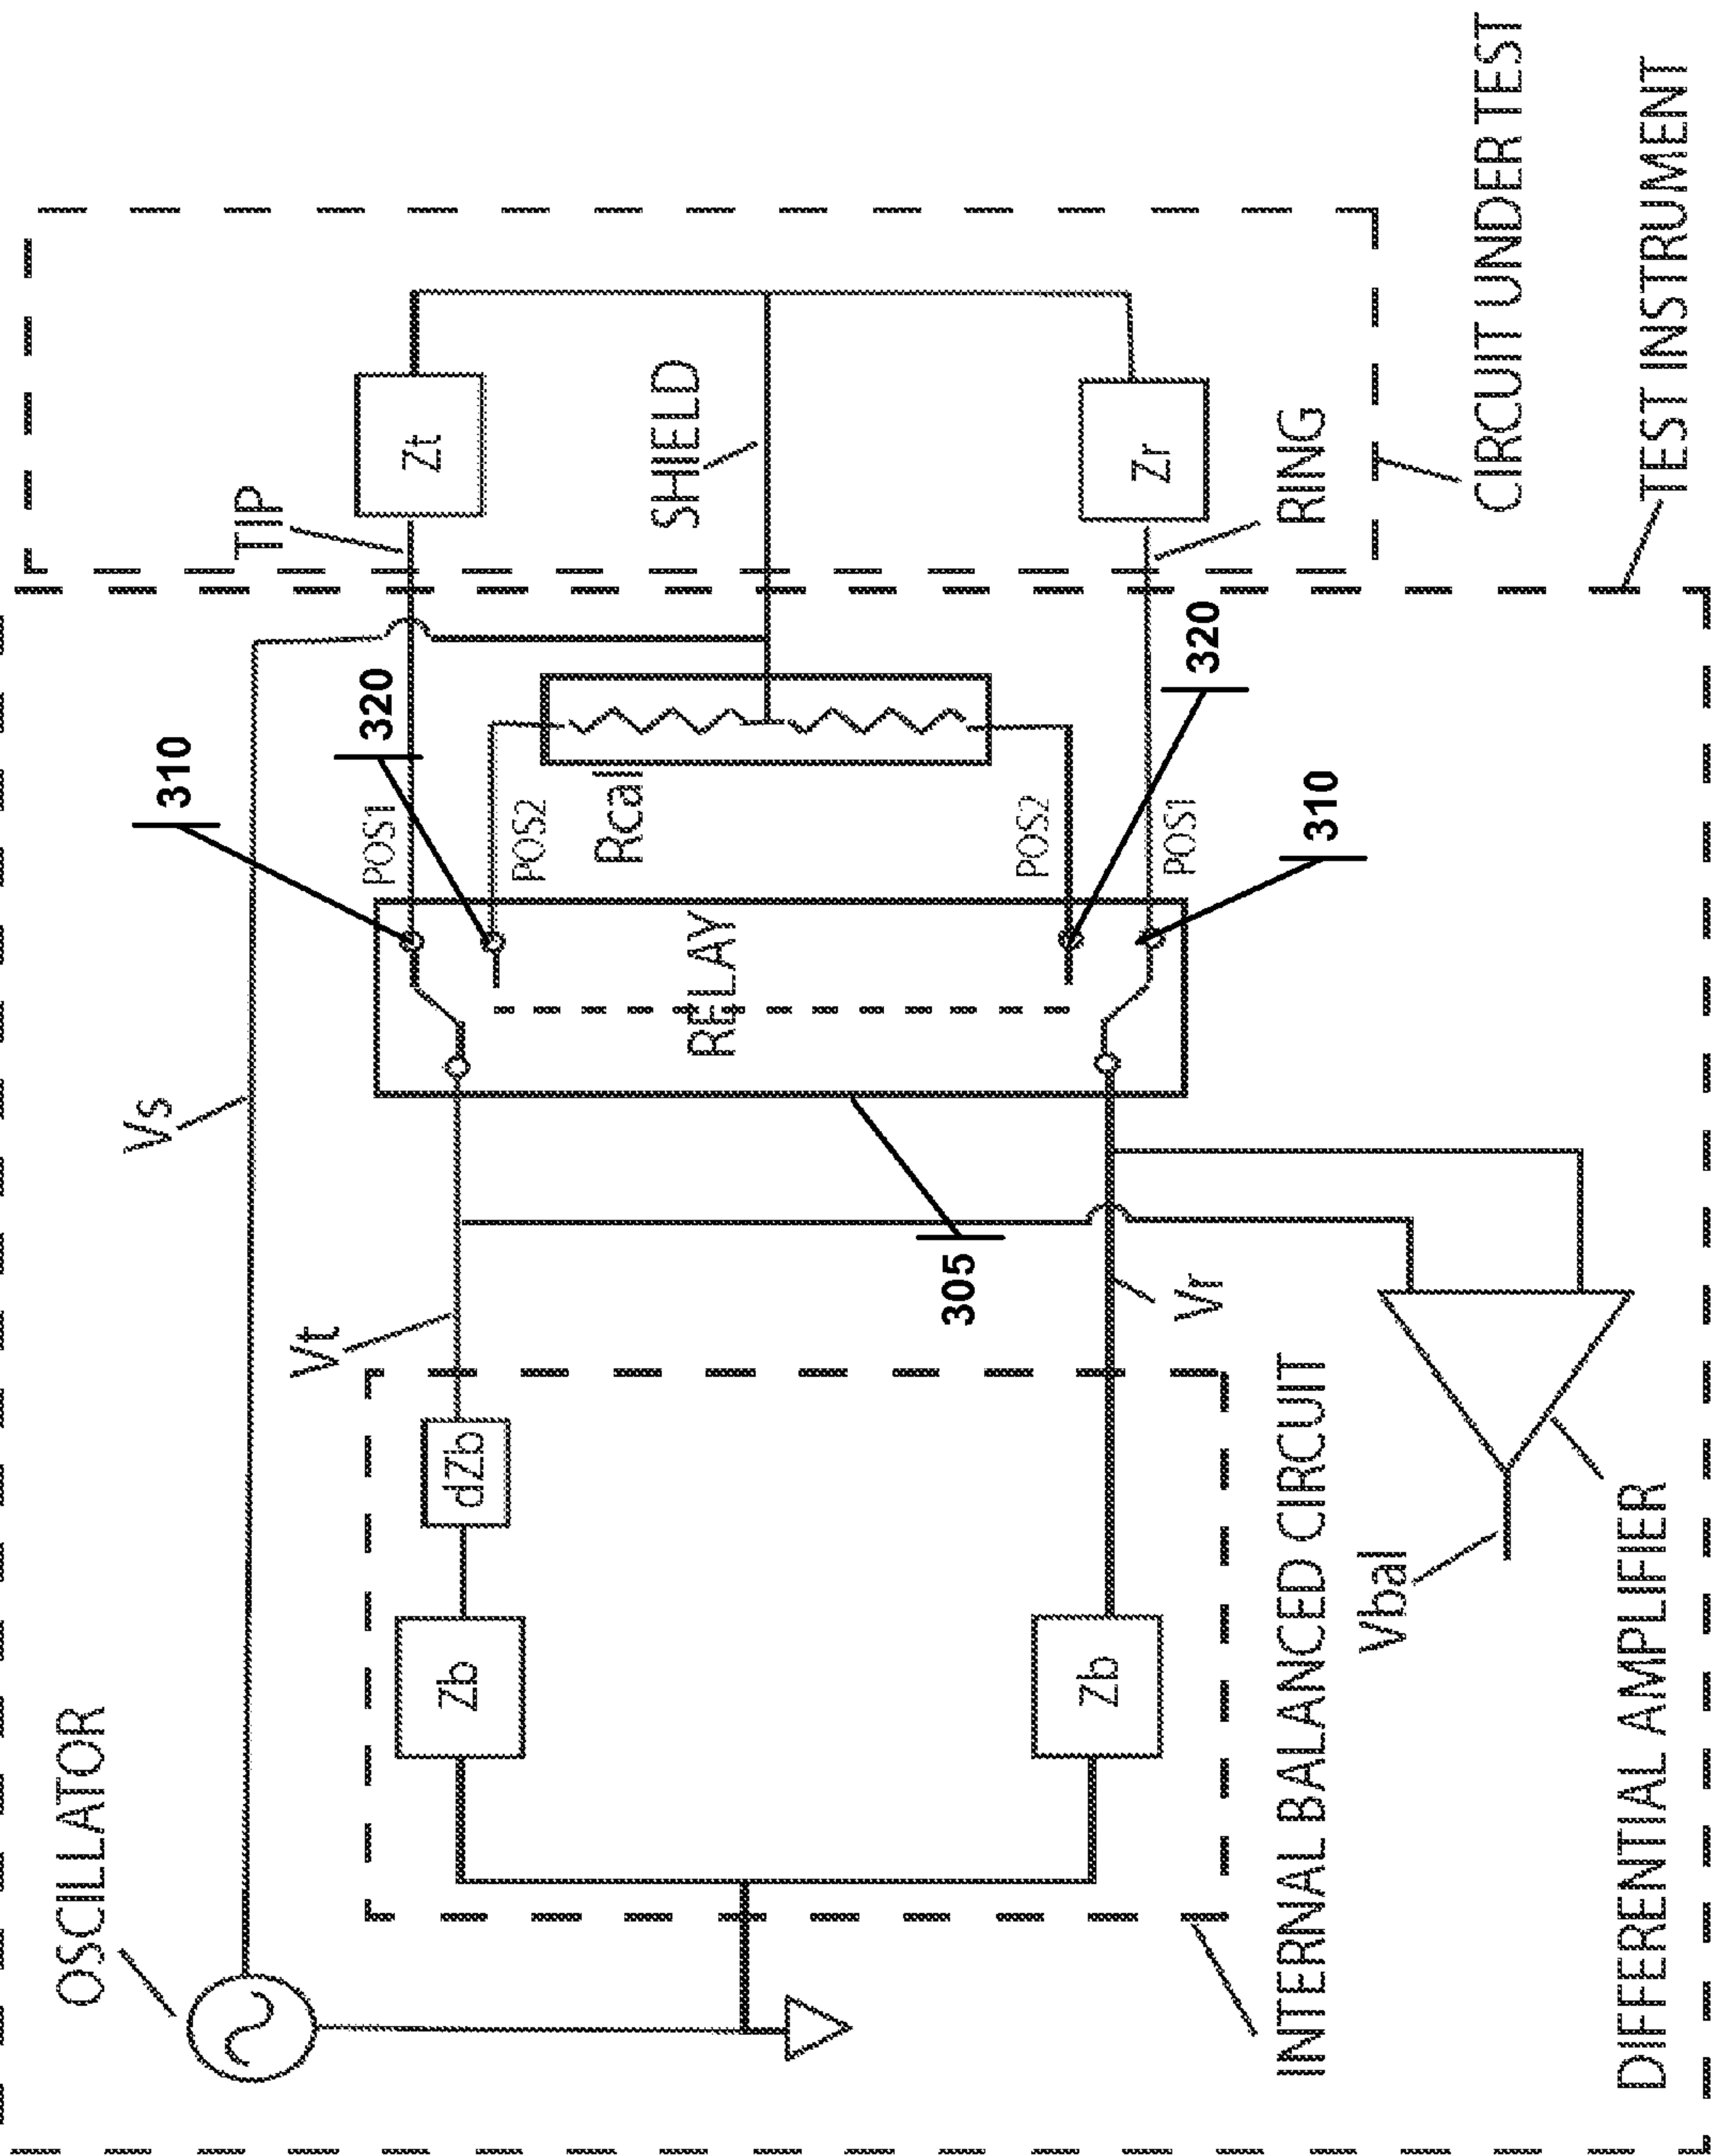 OSCILLATOR
Vs
310
TIP
Vt
POS1
320
Zt
Zb
dZb
POS2
Rcal
SHIELD
RELAY
305
POS2
320
Zb
Vr
POS1
Zr
310
RING
INTERNAL BALANCED CIRCUIT
Vbal
CIRCUIT UNDER TEST
DIFFERENTIAL AMPLIFIER
TEST INSTRUMENT